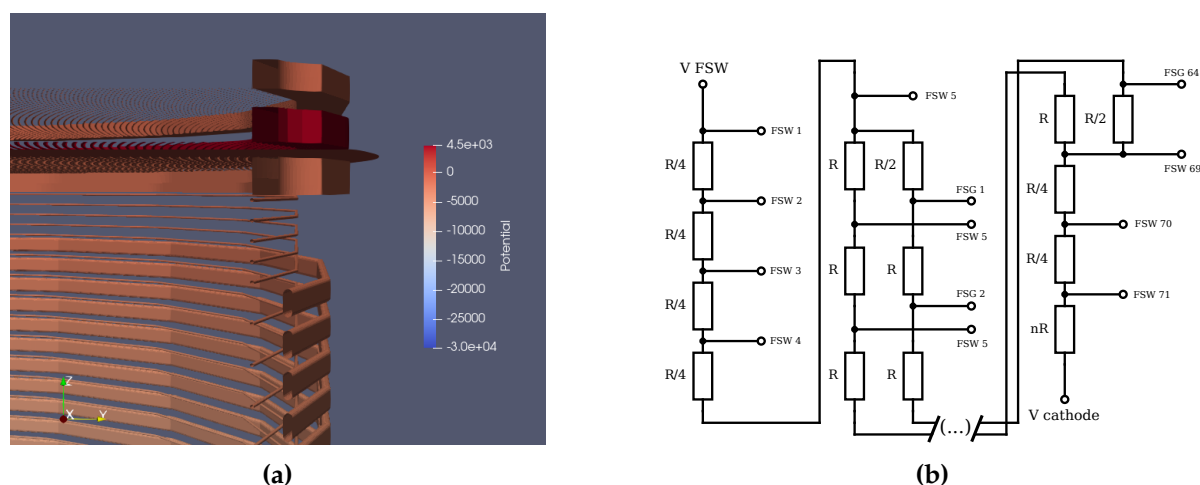 4.5e+03
0
-5000
-10000
-15000
-20000
-25000
-3.0e+04
Potential
Z
X
Y
(a)
V FSW
FSW 1
R/4
FSW 2
R/4
FSW 3
R/4
FSW 4
R/4
FSW 5
R
R/2
FSG 1
FSW 5
R
R
FSG 2
FSW 5
R
R
(...)
FSG 64
R
R/2
FSW 69
R/4
FSW 70
R/4
FSW 71
nR
V cathode
(b)